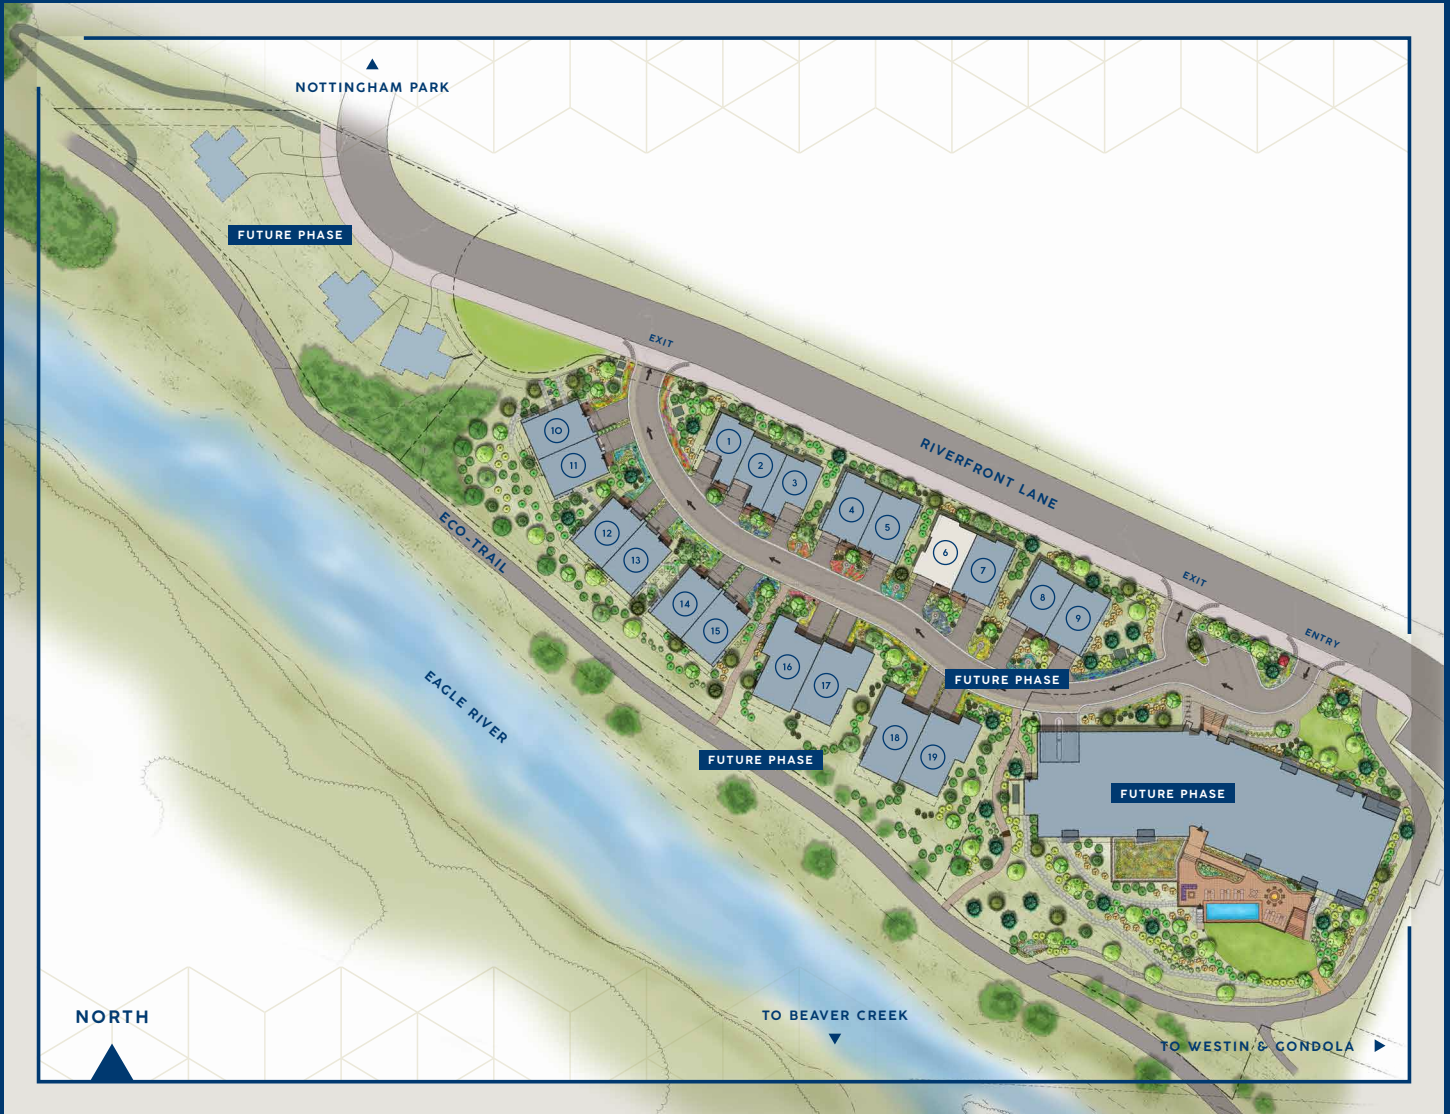 NOTTINGHAM PARK
FUTURE PHASE
EXIT
RIVERFRONT LANE
10
11
1
2
3
4
5
6
7
8
9
12
13
14
15
16
17
18
19
ECO-TRAIL
EXIT
ENTRY
EAGLE RIVER
FUTURE PHASE
FUTURE PHASE
FUTURE PHASE
NORTH
TO BEAVER CREEK
TO WESTIN & GONDOLA